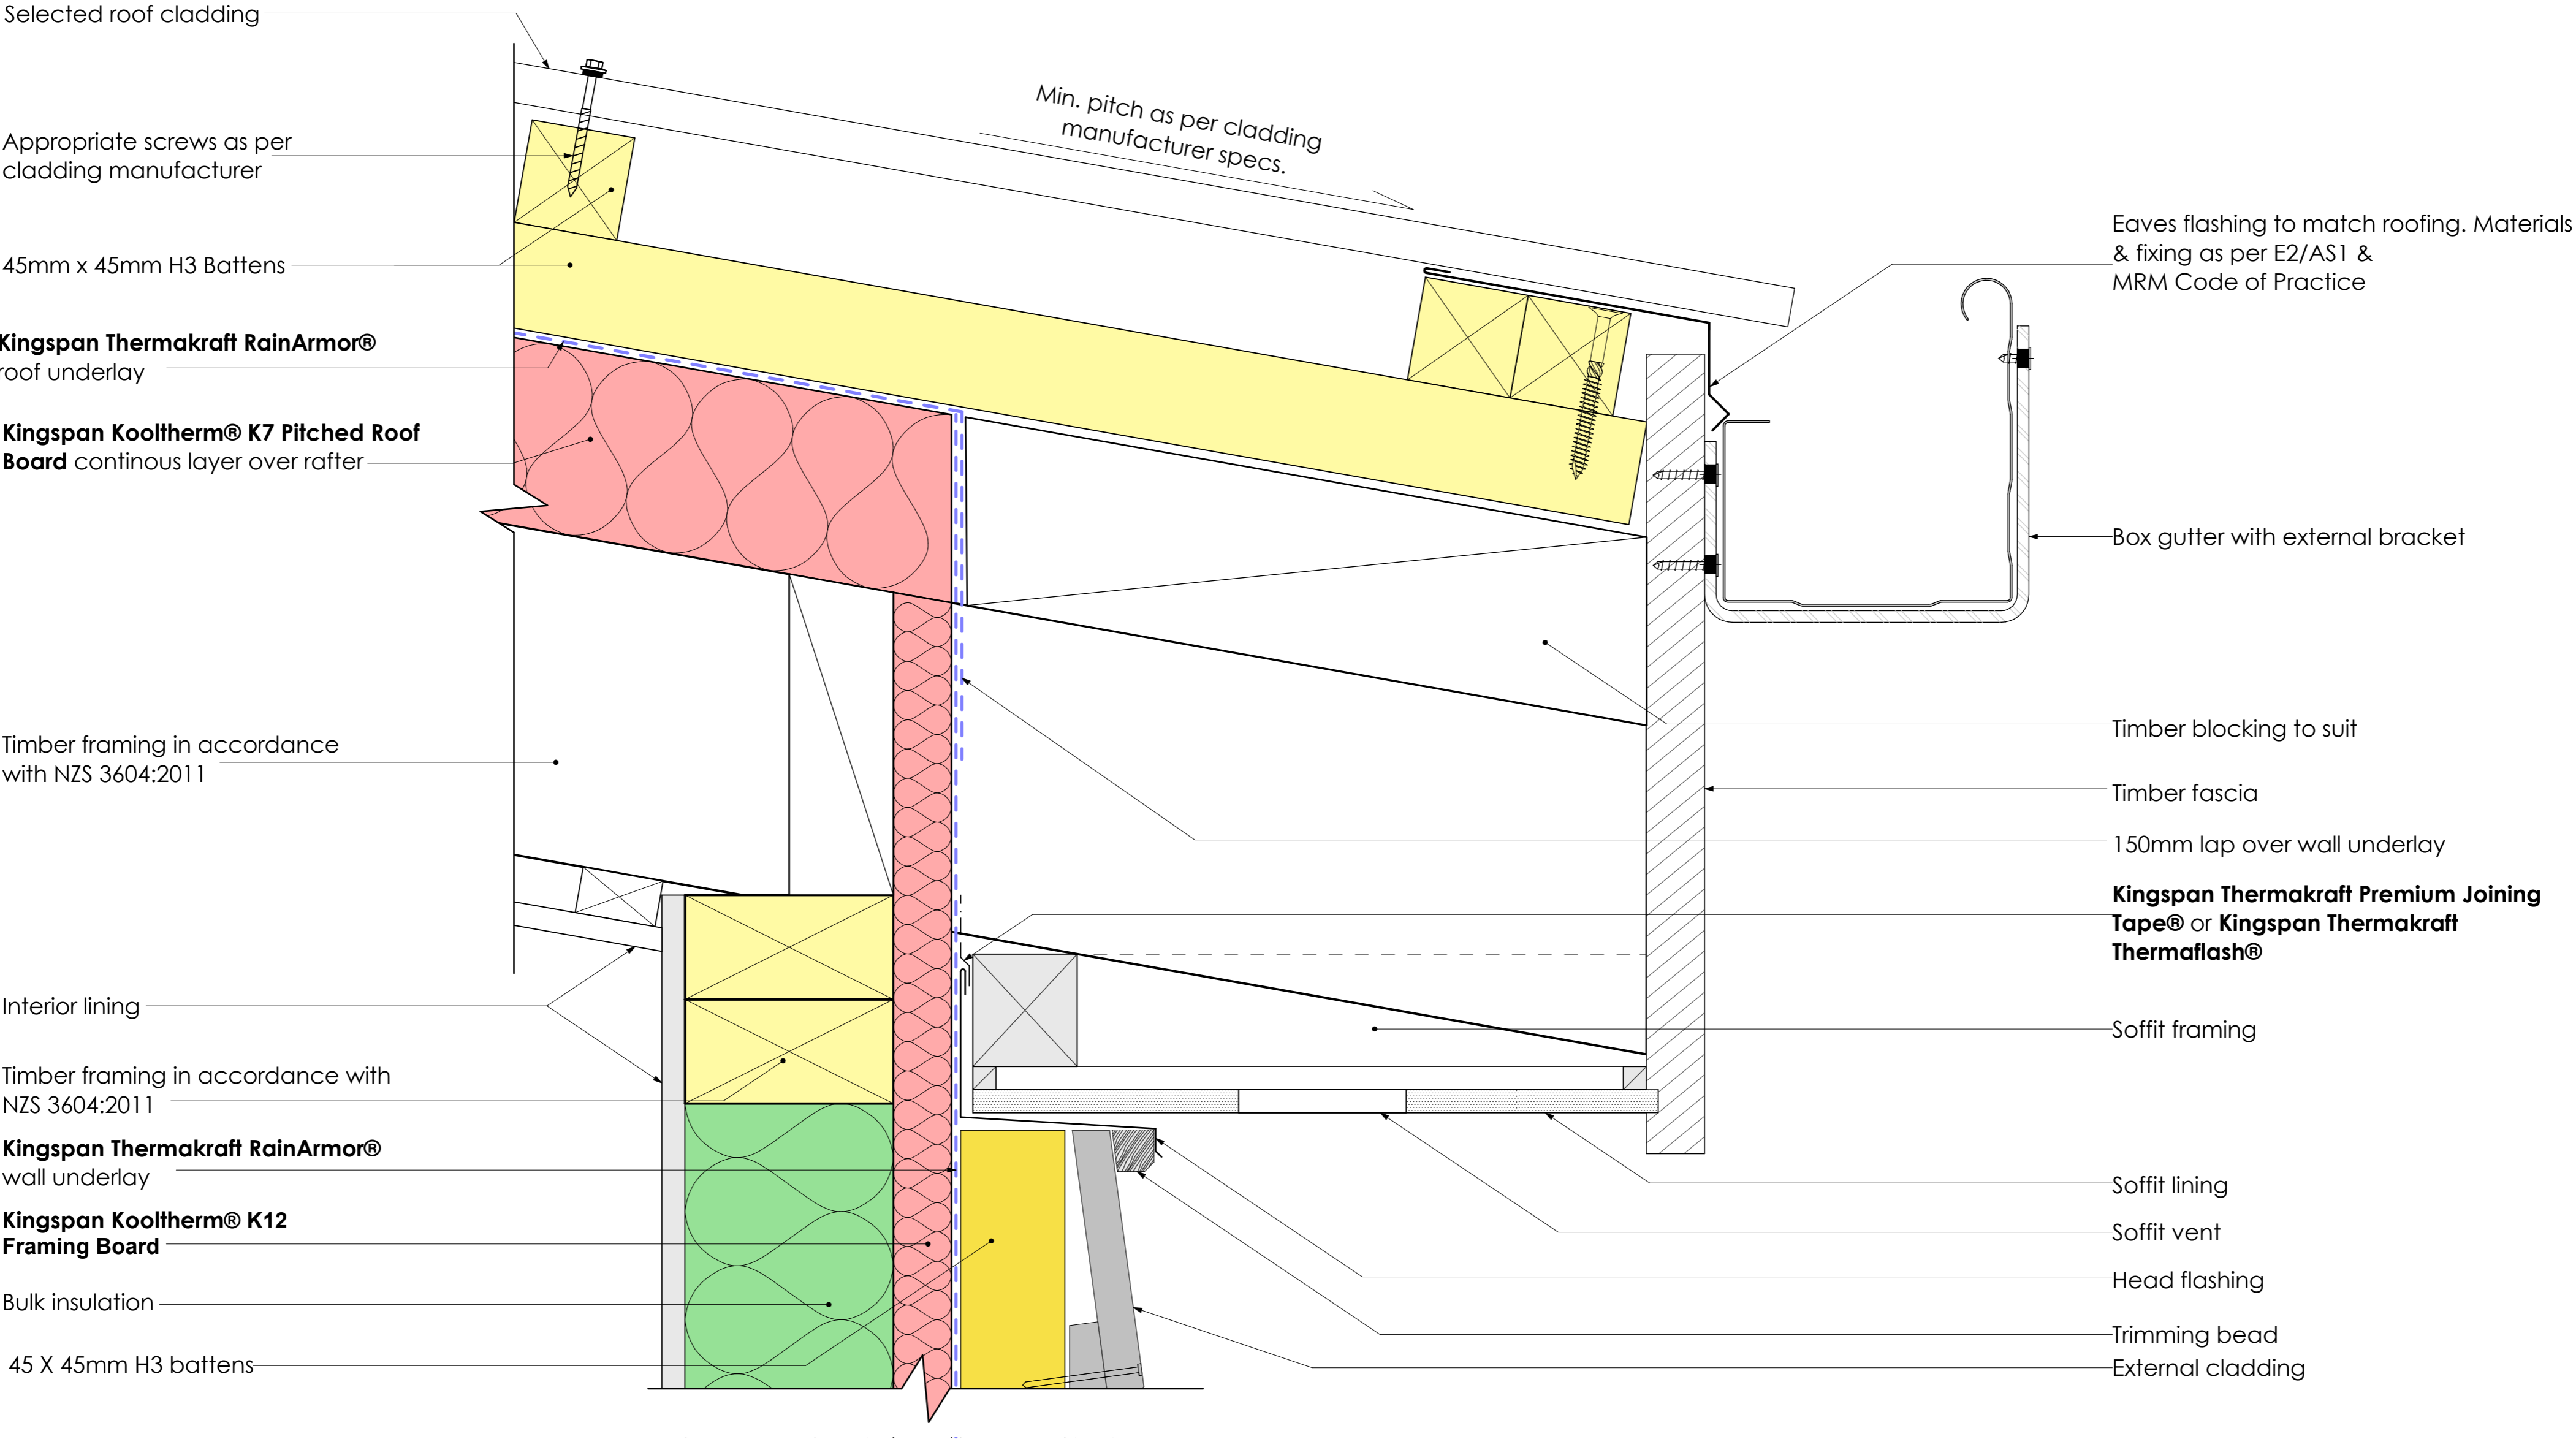 Selected roof cladding
Appropriate screws as per
cladding manufacturer
45mm x 45mm H3 Battens
Kingspan Thermakraft RainArmor®
roof underlay
Kingspan Kooltherm® K7 Pitched Roof
Board continous layer over rafter
Timber framing in accordance
with NZS 3604:2011
Interior lining
Timber framing in accordance with
NZS 3604:2011
Kingspan Thermakraft RainArmor®
wall underlay
Kingspan Kooltherm® K12
Framing Board
Bulk insulation
45 X 45mm H3 battens
Min. pitch as per cladding
manufacturer specs.
Eaves flashing to match roofing. Materials
& fixing as per E2/AS1 &
MRM Code of Practice
Box gutter with external bracket
Timber blocking to suit
Timber fascia
150mm lap over wall underlay
Kingspan Thermakraft Premium Joining
Tape® or Kingspan Thermakraft
Thermaflash®
Soffit framing
Soffit lining
Soffit vent
Head flashing
Trimming bead
External cladding